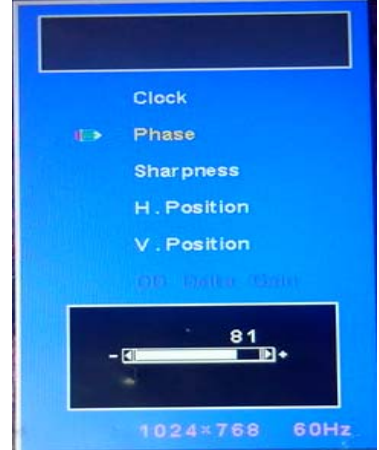 Clock
Phase
Sharpness
H.Position
V.Position
81
- +
1024×768 60Hz